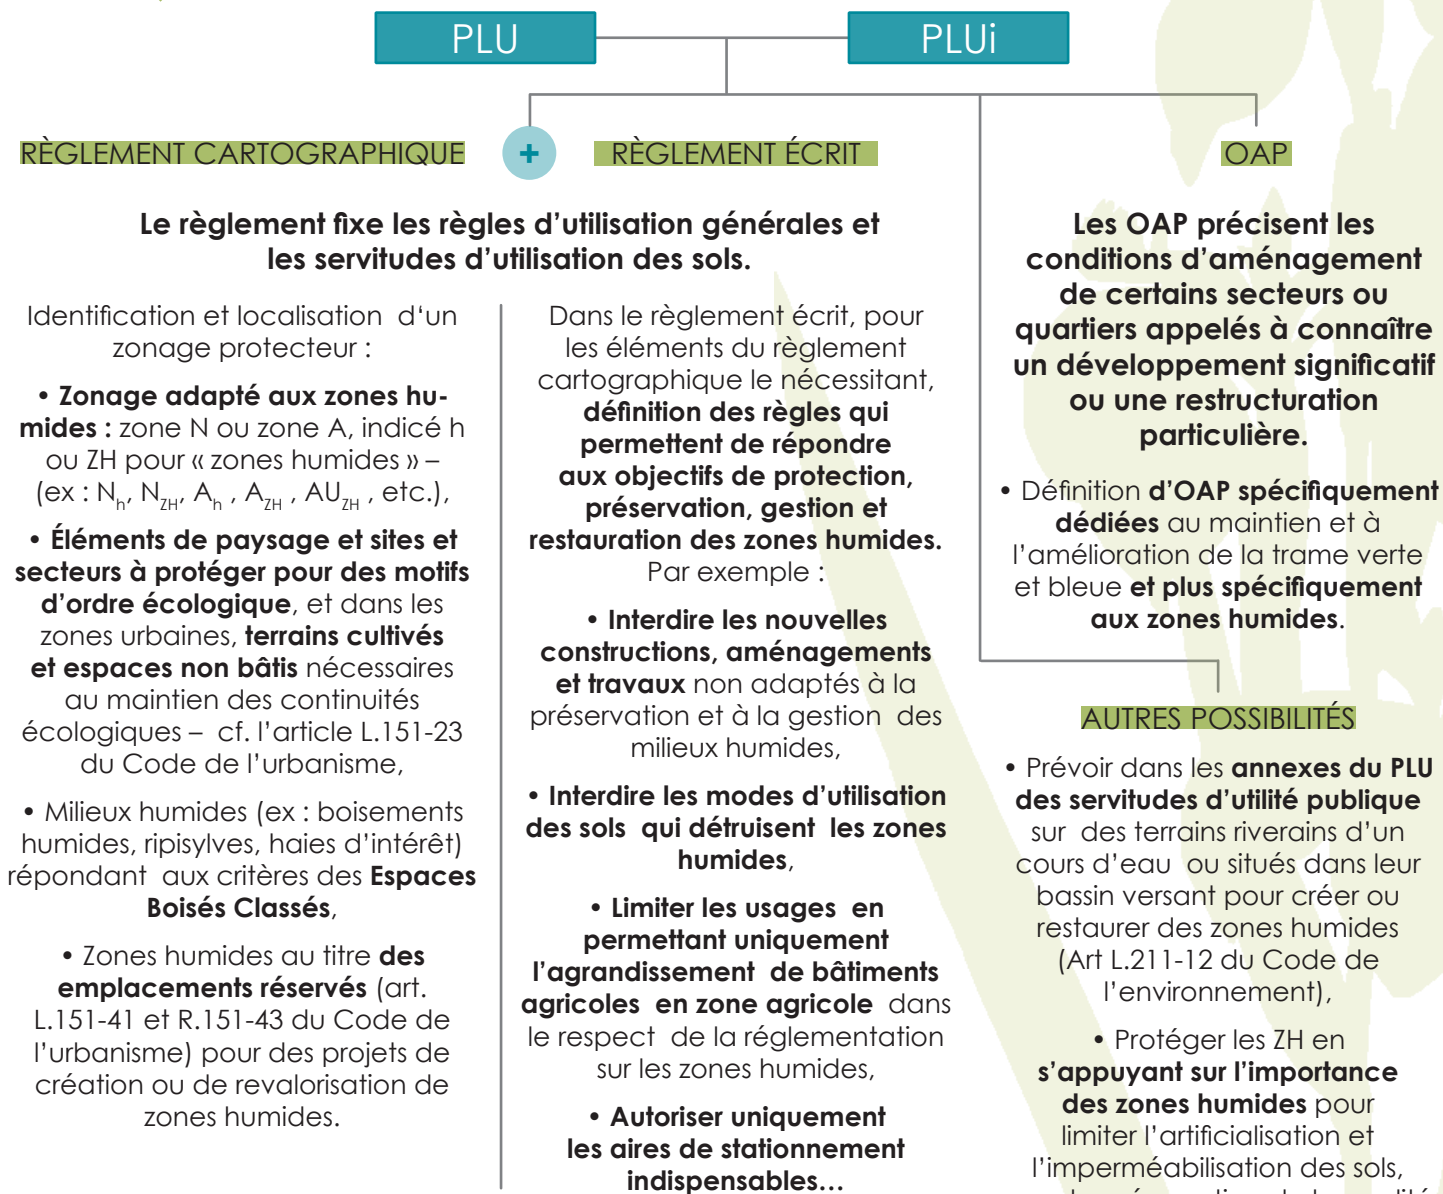 PLU
PLUi
RÈGLEMENT CARTOGRAPHIQUE
+
RÈGLEMENT ÉCRIT
Le règlement fixe les règles d’utilisation générales et
les servitudes d’utilisation des sols.
Identification et localisation d‘un
zonage protecteur :
• Zonage adapté aux zones hu-
mides : zone N ou zone A, indicé h
ou ZH pour « zones humides » –
(ex : Nh, NZH, Ah , AZH , AUZH , etc.),
• Éléments de paysage et sites et
secteurs à protéger pour des motifs
d’ordre écologique, et dans les
zones urbaines, terrains cultivés
et espaces non bâtis nécessaires
au maintien des continuités
écologiques – cf. l’article L.151-23
du Code de l’urbanisme,
• Milieux humides (ex : boisements
humides, ripisylves, haies d’intérêt)
répondant aux critères des Espaces
Boisés Classés,
• Zones humides au titre des
emplacements réservés (art.
L.151-41 et R.151-43 du Code de
l’urbanisme) pour des projets de
création ou de revalorisation de
zones humides.
Dans le règlement écrit, pour
les éléments du règlement
cartographique le nécessitant,
définition des règles qui
permettent de répondre
aux objectifs de protection,
préservation, gestion et
restauration des zones humides.
Par exemple :
• Interdire les nouvelles
constructions, aménagements
et travaux non adaptés à la
préservation et à la gestion des
milieux humides,
• Interdire les modes d’utilisation
des sols qui détruisent les zones
humides,
• Limiter les usages en
permettant uniquement
l’agrandissement de bâtiments
agricoles en zone agricole dans
le respect de la réglementation
sur les zones humides,
• Autoriser uniquement
les aires de stationnement
indispensables…
OAP
Les OAP précisent les
conditions d’aménagement
de certains secteurs ou
quartiers appelés à connaître
un développement significatif
ou une restructuration
particulière.
• Définition d’OAP spécifiquement
dédiées au maintien et à
l’amélioration de la trame verte
et bleue et plus spécifiquement
aux zones humides.
AUTRES POSSIBILITÉS
• Prévoir dans les annexes du PLU
des servitudes d’utilité publique
sur des terrains riverains d’un
cours d’eau ou situés dans leur
bassin versant pour créer ou
restaurer des zones humides
(Art L.211-12 du Code de
l’environnement),
• Protéger les ZH en
s’appuyant sur l’importance
des zones humides pour
limiter l’artificialisation et
l’imperméabilisation des sols,